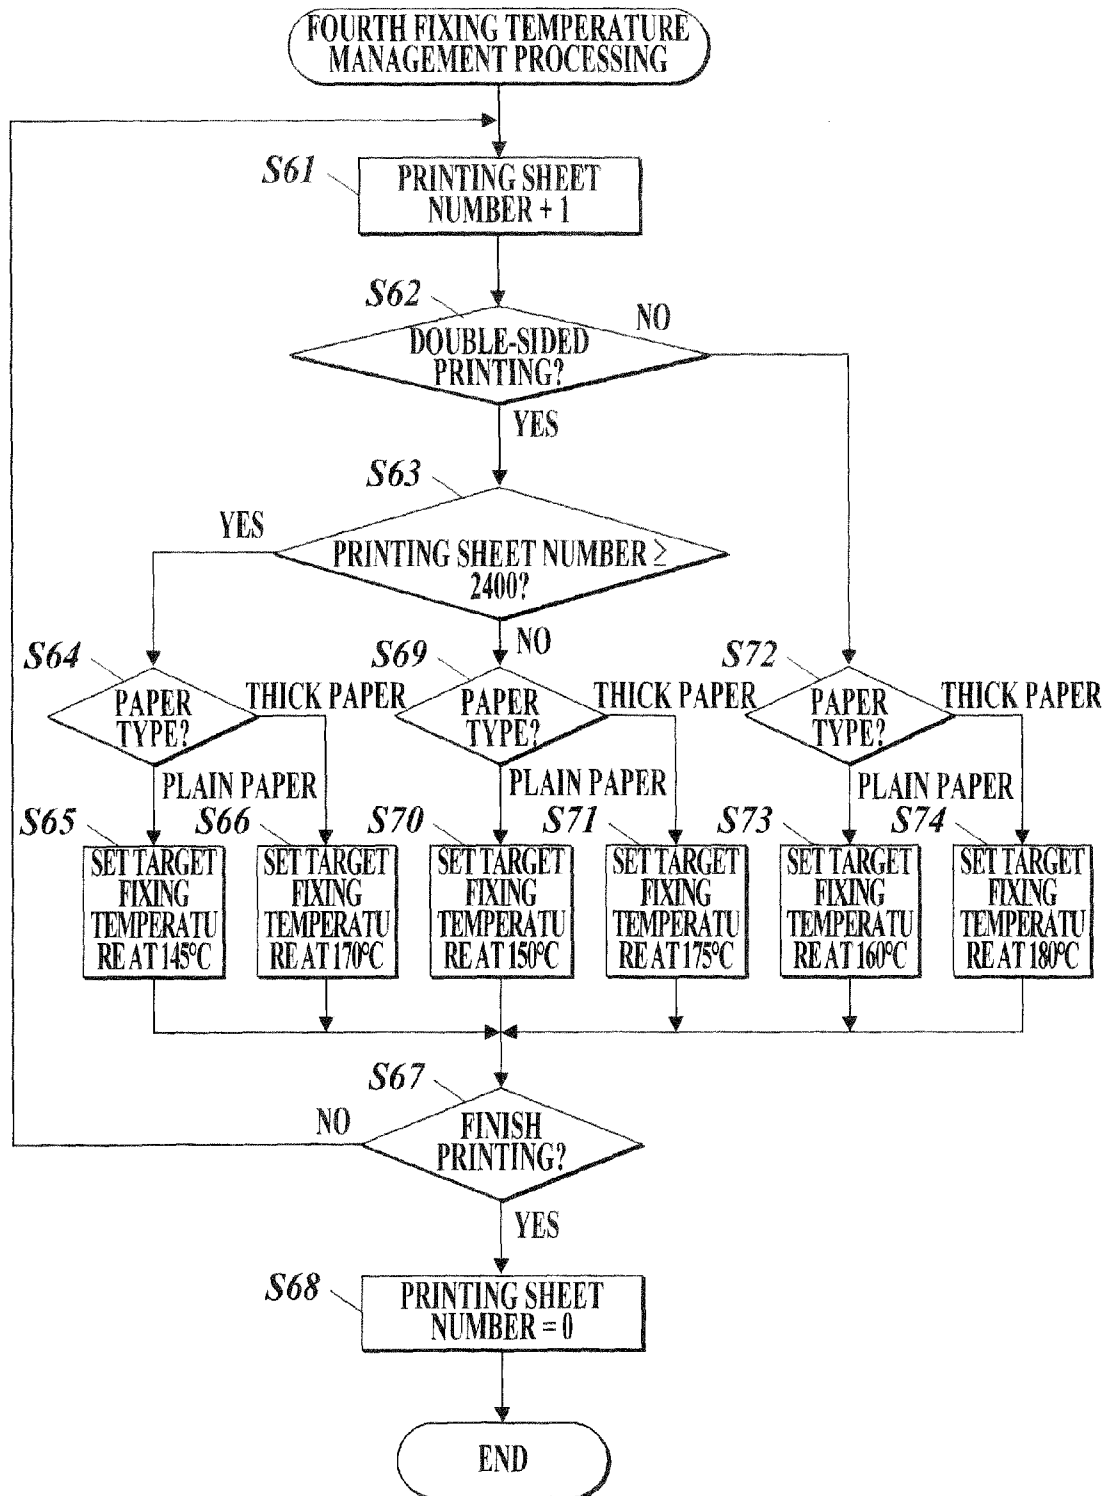 FOURTH FIXING TEMPERATURE
MANAGEMENT PROCESSING
S61
PRINTING SHEET
NUMBER + 1
S62
NO
DOUBLE-SIDED
PRINTING?
YES
S63
YES
PRINTING SHEET NUMBER ≥
2400?
NO
S64
PAPER
TYPE?
THICK PAPER
PLAIN PAPER
S69
PAPER
TYPE?
THICK PAPER
PLAIN PAPER
S72
PAPER
TYPE?
THICK PAPER
PLAIN PAPER
S65
SET TARGET
FIXING
TEMPERATU
RE AT 145°C
S66
SET TARGET
FIXING
TEMPERATU
RE AT 170°C
S70
SET TARGET
FIXING
TEMPERATU
RE AT 150°C
S71
SET TARGET
FIXING
TEMPERATU
RE AT 175°C
S73
SET TARGET
FIXING
TEMPERATU
RE AT 160°C
S74
SET TARGET
FIXING
TEMPERATU
RE AT 180°C
S67
NO
FINISH
PRINTING?
YES
S68
PRINTING SHEET
NUMBER = 0
END